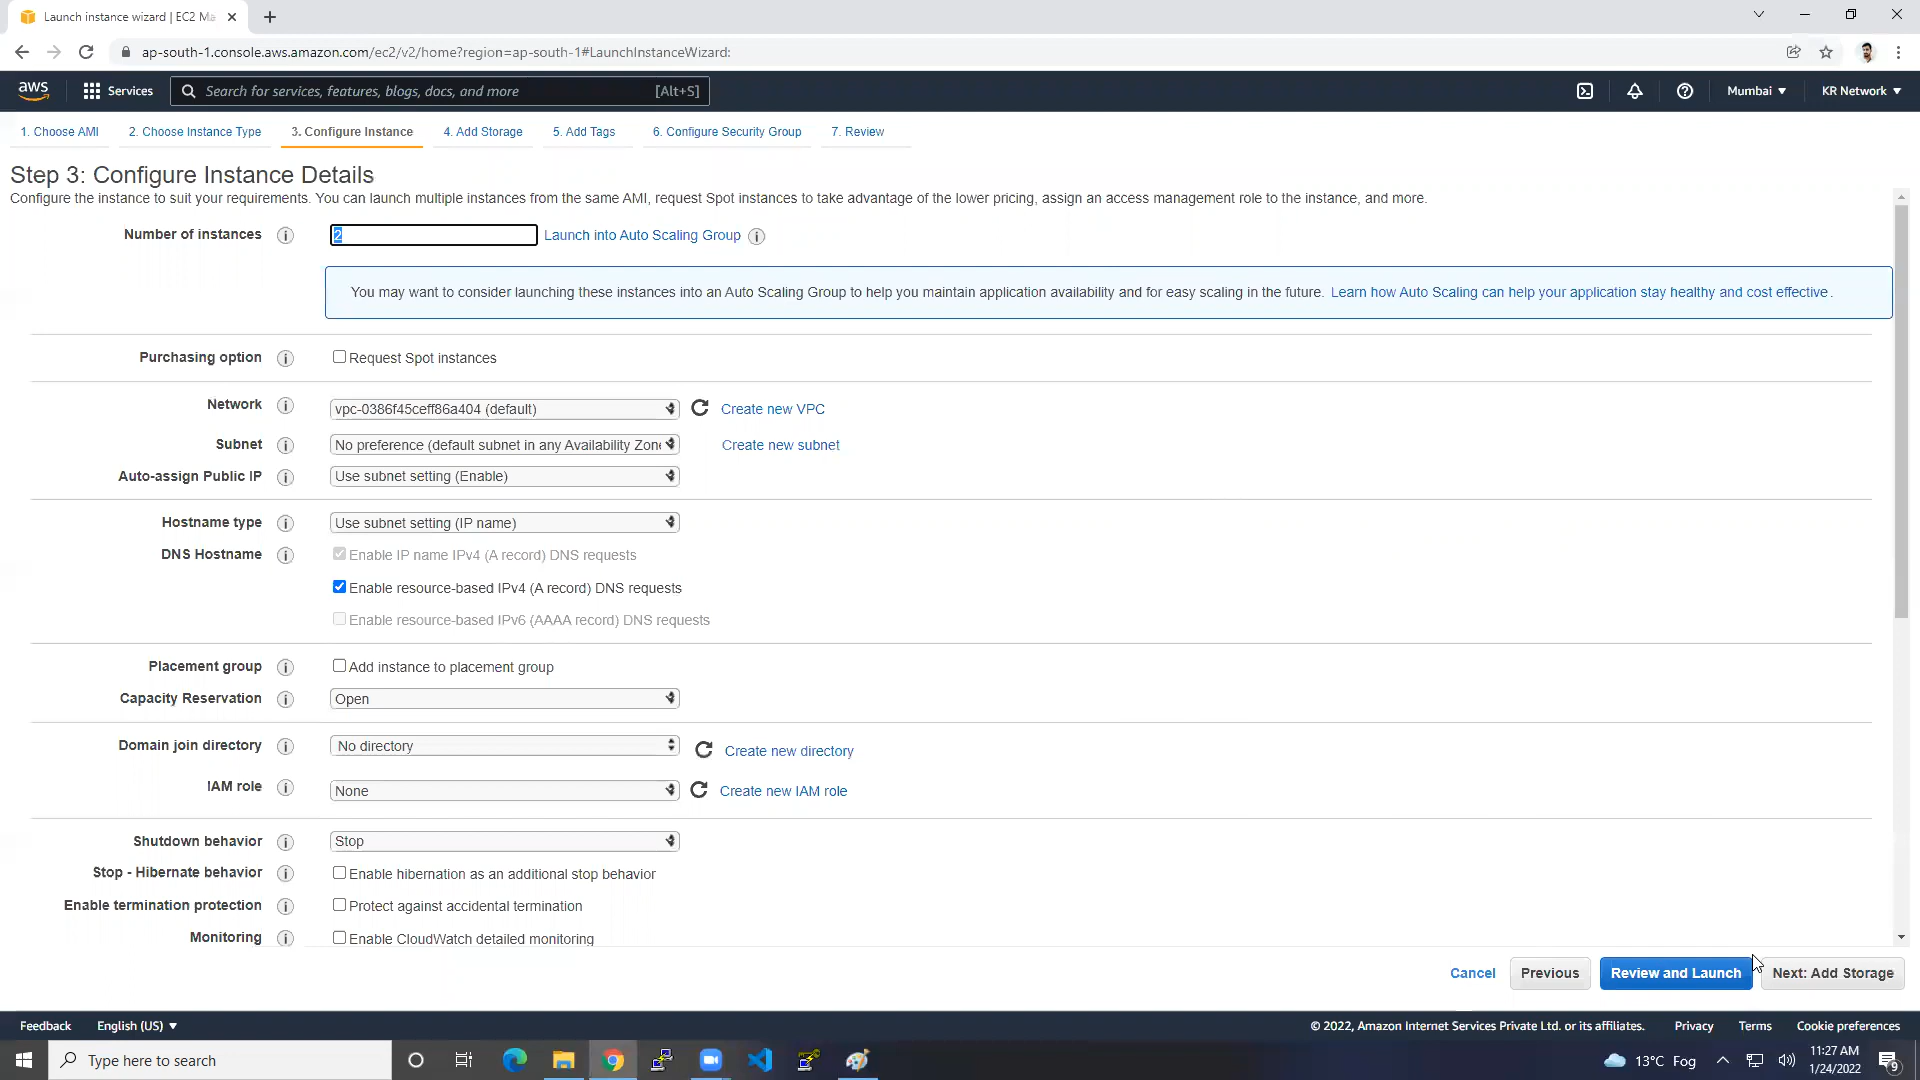 Launch instance wizard | EC2 Ma
ap-south-1.console.aws.amazon.com/ec2/v2/home?region=ap-south-1#LaunchInstanceWizard:
aws
Services
Search for services, features, blogs, docs, and more
[Alt+S]
Mumbai
KR Network
1. Choose AMI
2. Choose Instance Type
3. Configure Instance
4. Add Storage
5. Add Tags
6. Configure Security Group
7. Review
Step 3: Configure Instance Details
Configure the instance to suit your requirements. You can launch multiple instances from the same AMI, request Spot instances to take advantage of the lower pricing, assign an access management role to the instance, and more.
Number of instances
2
Launch into Auto Scaling Group
You may want to consider launching these instances into an Auto Scaling Group to help you maintain application availability and for easy scaling in the future. Learn how Auto Scaling can help your application stay healthy and cost effective.
Purchasing option
Request Spot instances
Network
vpc-0386f45ceff86a404 (default)
Create new VPC
Subnet
No preference (default subnet in any Availability Zone
Create new subnet
Auto-assign Public IP
Use subnet setting (Enable)
Hostname type
Use subnet setting (IP name)
DNS Hostname
Enable IP name IPv4 (A record) DNS requests
Enable resource-based IPv4 (A record) DNS requests
Enable resource-based IPv6 (AAAA record) DNS requests
Placement group
Add instance to placement group
Capacity Reservation
Open
Domain join directory
No directory
Create new directory
IAM role
None
Create new IAM role
Shutdown behavior
Stop
Stop - Hibernate behavior
Enable hibernation as an additional stop behavior
Enable termination protection
Protect against accidental termination
Monitoring
Enable CloudWatch detailed monitoring
Cancel
Previous
Review and Launch
Next: Add Storage
Feedback
English (US)
© 2022, Amazon Internet Services Private Ltd. or its affiliates.
Privacy
Terms
Cookie preferences
Type here to search
13°C Fog
11:27 AM
1/24/2022
9